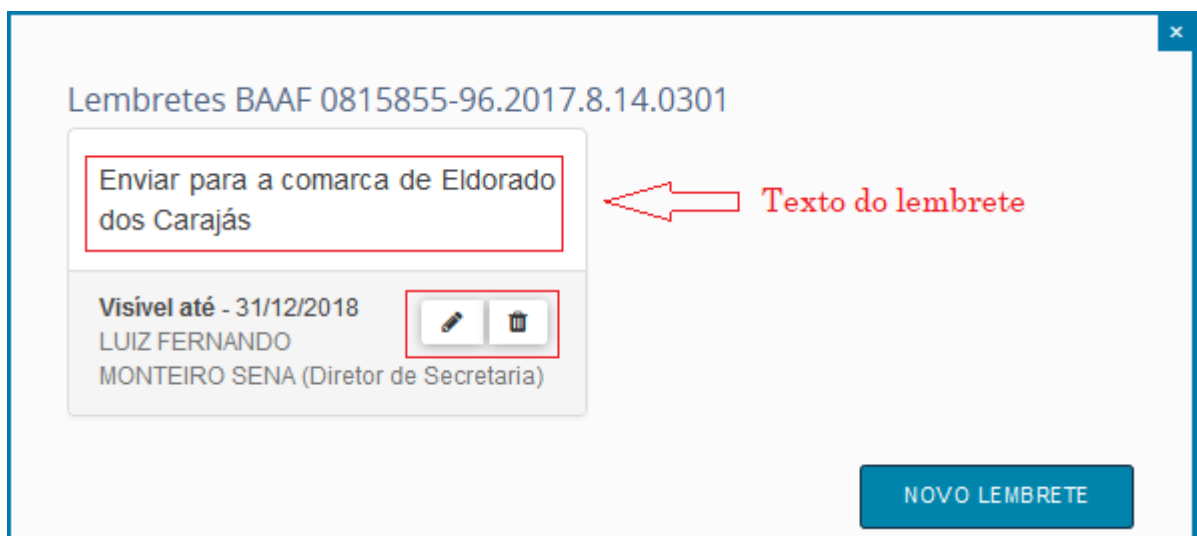 ×
Lembretes BAAF 0815855-96.2017.8.14.0301
Enviar para a comarca de Eldorado
dos Carajás
Texto do lembrete
Visível até - 31/12/2018
LUIZ FERNANDO
MONTEIRO SENA (Diretor de Secretaria)
NOVO LEMBRETE